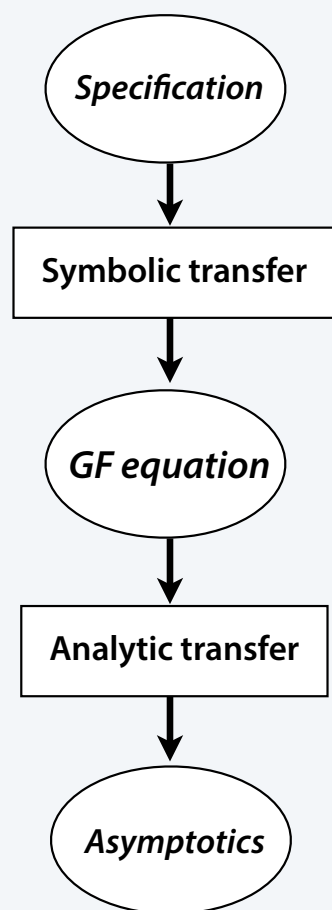 Specification
Symbolic transfer
GF equation
Analytic transfer
Asymptotics